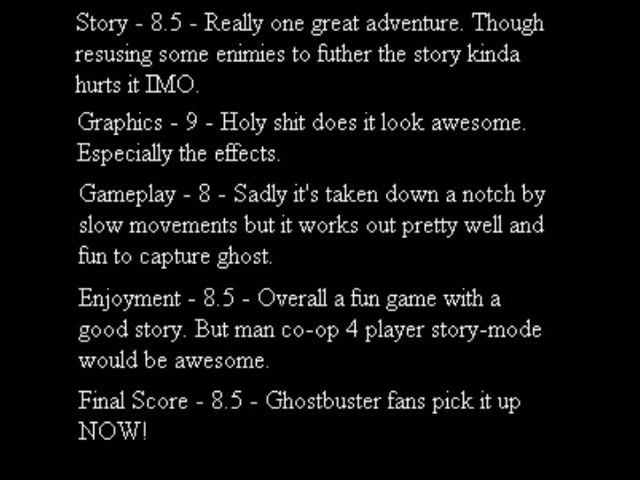 Story - 8.5 - Really one great adventure. Though
resusing some enimies to futher the story kinda
hurts it IMO.
Graphics - 9 - Holy shit does it look awesome.
Especially the effects.
Gameplay - 8 - Sadly it's taken down a notch by
slow movements but it works out pretty well and
fun to capture ghost.
Enjoyment - 8.5 - Overall a fun game with a
good story. But man co-op 4 player story-mode
would be awesome.
Final Score - 8.5 - Ghostbuster fans pick it up
NOW!